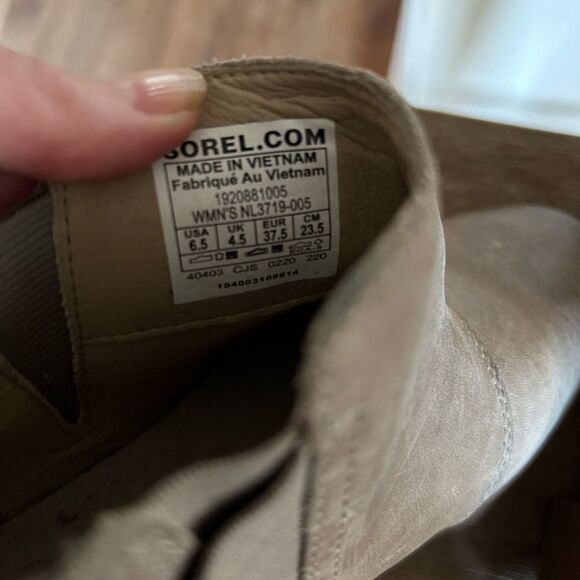 SOREL.COM
MADE IN VIETNAM
Fabriqué Au Vietnam
1920881005
WMN'S NL3719-005
USA UK EUR CM
6.5 4.5 37.5 23.5
40403 CJS 0220 220
194003109614